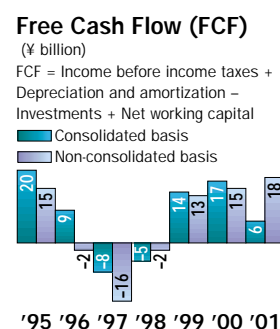 Free Cash Flow (FCF)
(¥ billion)
FCF = Income before income taxes +
Depreciation and amortization –
Investments + Net working capital
Consolidated basis
Non-consolidated basis
20 15 9 -2 -8 -16 -5 -2 14 13 17 15 6 18
'95 '96 '97 '98 '99 '00 '01